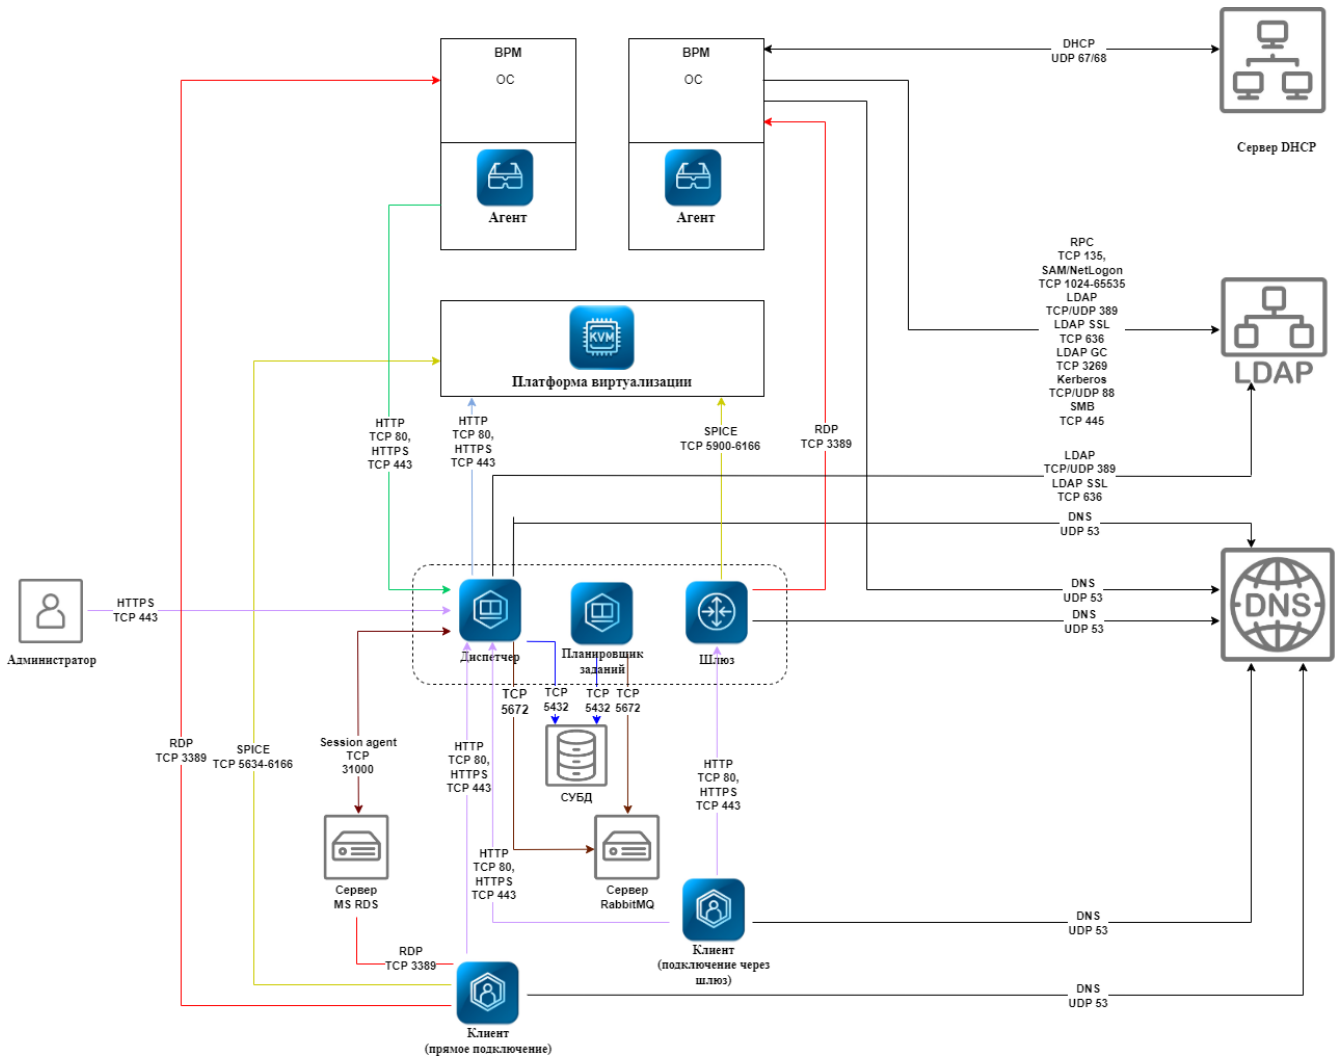 ВРМ
ОС
Агент
ВРМ
ОС
Агент
DHCP
UDP 67/68
Сервер DHCP
RPC
TCP 135,
SAM/NetLogon
TCP 1024-65535
LDAP
TCP/UDP 389
LDAP SSL
TCP 636
LDAP GC
TCP 3269
Kerberos
TCP/UDP 88
SMB
TCP 445
LDAP
KVM
Платформа виртуализации
HTTP
TCP 80,
HTTPS
TCP 443
HTTP
TCP 80,
HTTPS
TCP 443
SPICE
TCP 5900-6166
RDP
TCP 3389
LDAP
TCP/UDP 389
LDAP SSL
TCP 636
DNS
UDP 53
DNS
UDP 53
DNS
UDP 53
DNS
HTTPS
TCP 443
Администратор
Диспетчер
Планировщик
заданий
Шлюз
TCP
5672
TCP
5432
TCP
5432
TCP
5672
RDP
TCP 3389
SPICE
TCP 5634-6166
Session agent
TCP
31000
HTTP
TCP 80,
HTTPS
TCP 443
СУБД
HTTP
TCP 80,
HTTPS
TCP 443
HTTP
TCP 80,
HTTPS
TCP 443
Сервер
MS RDS
Сервер
RabbitMQ
DNS
UDP 53
Клиент
(подключение через
шлюз)
RDP
TCP 3389
DNS
UDP 53
Клиент
(прямое подключение)